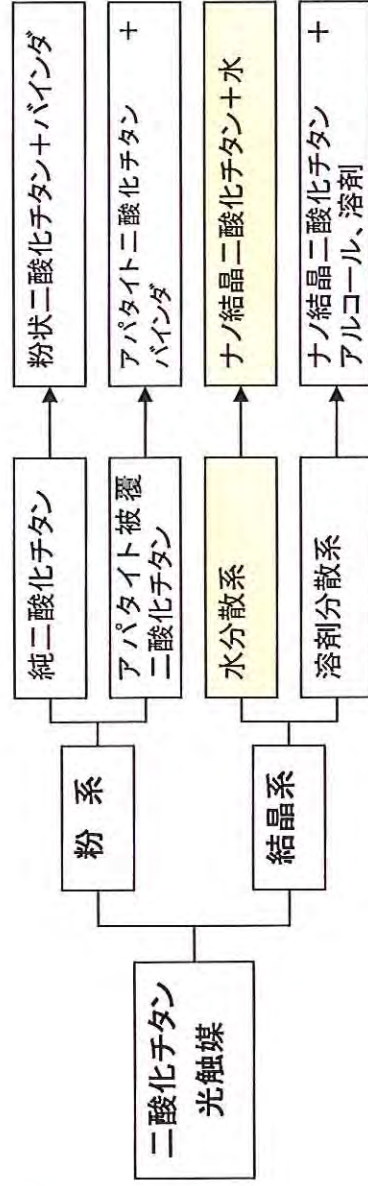 二酸化チタン
光触媒
粉 系
結晶系
純二酸化チタン
アパタイト被覆
二酸化チタン
水分散系
溶剤分散系
粉状二酸化チタン+バインダ
アパタイト二酸化チタン +
バインダ
ナノ結晶二酸化チタン+水
ナノ結晶二酸化チタン +
アルコール、溶剤